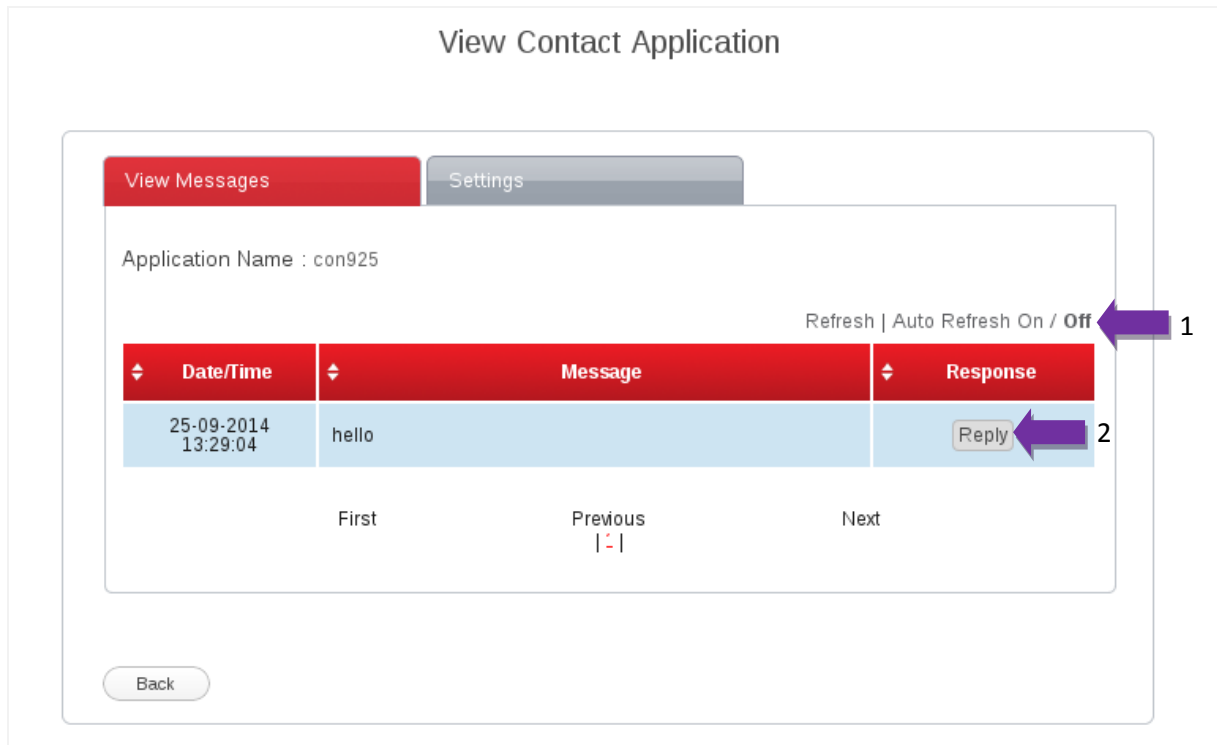 View Contact Application
View Messages Settings
Application Name : con925
Refresh | Auto Refresh On / Off 1
Date/Time Message Response
25-09-2014
13:29:04
hello
Reply 2
First Previous Next
| 1 |
Back